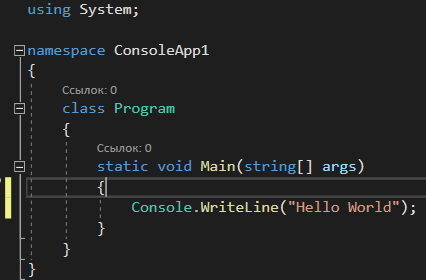 using System;
namespace ConsoleApp1
{
Ссылок: 0
class Program
{
Ссылок: 0
static void Main(string[] args)
{
Console.WriteLine("Hello World");
}
}
}